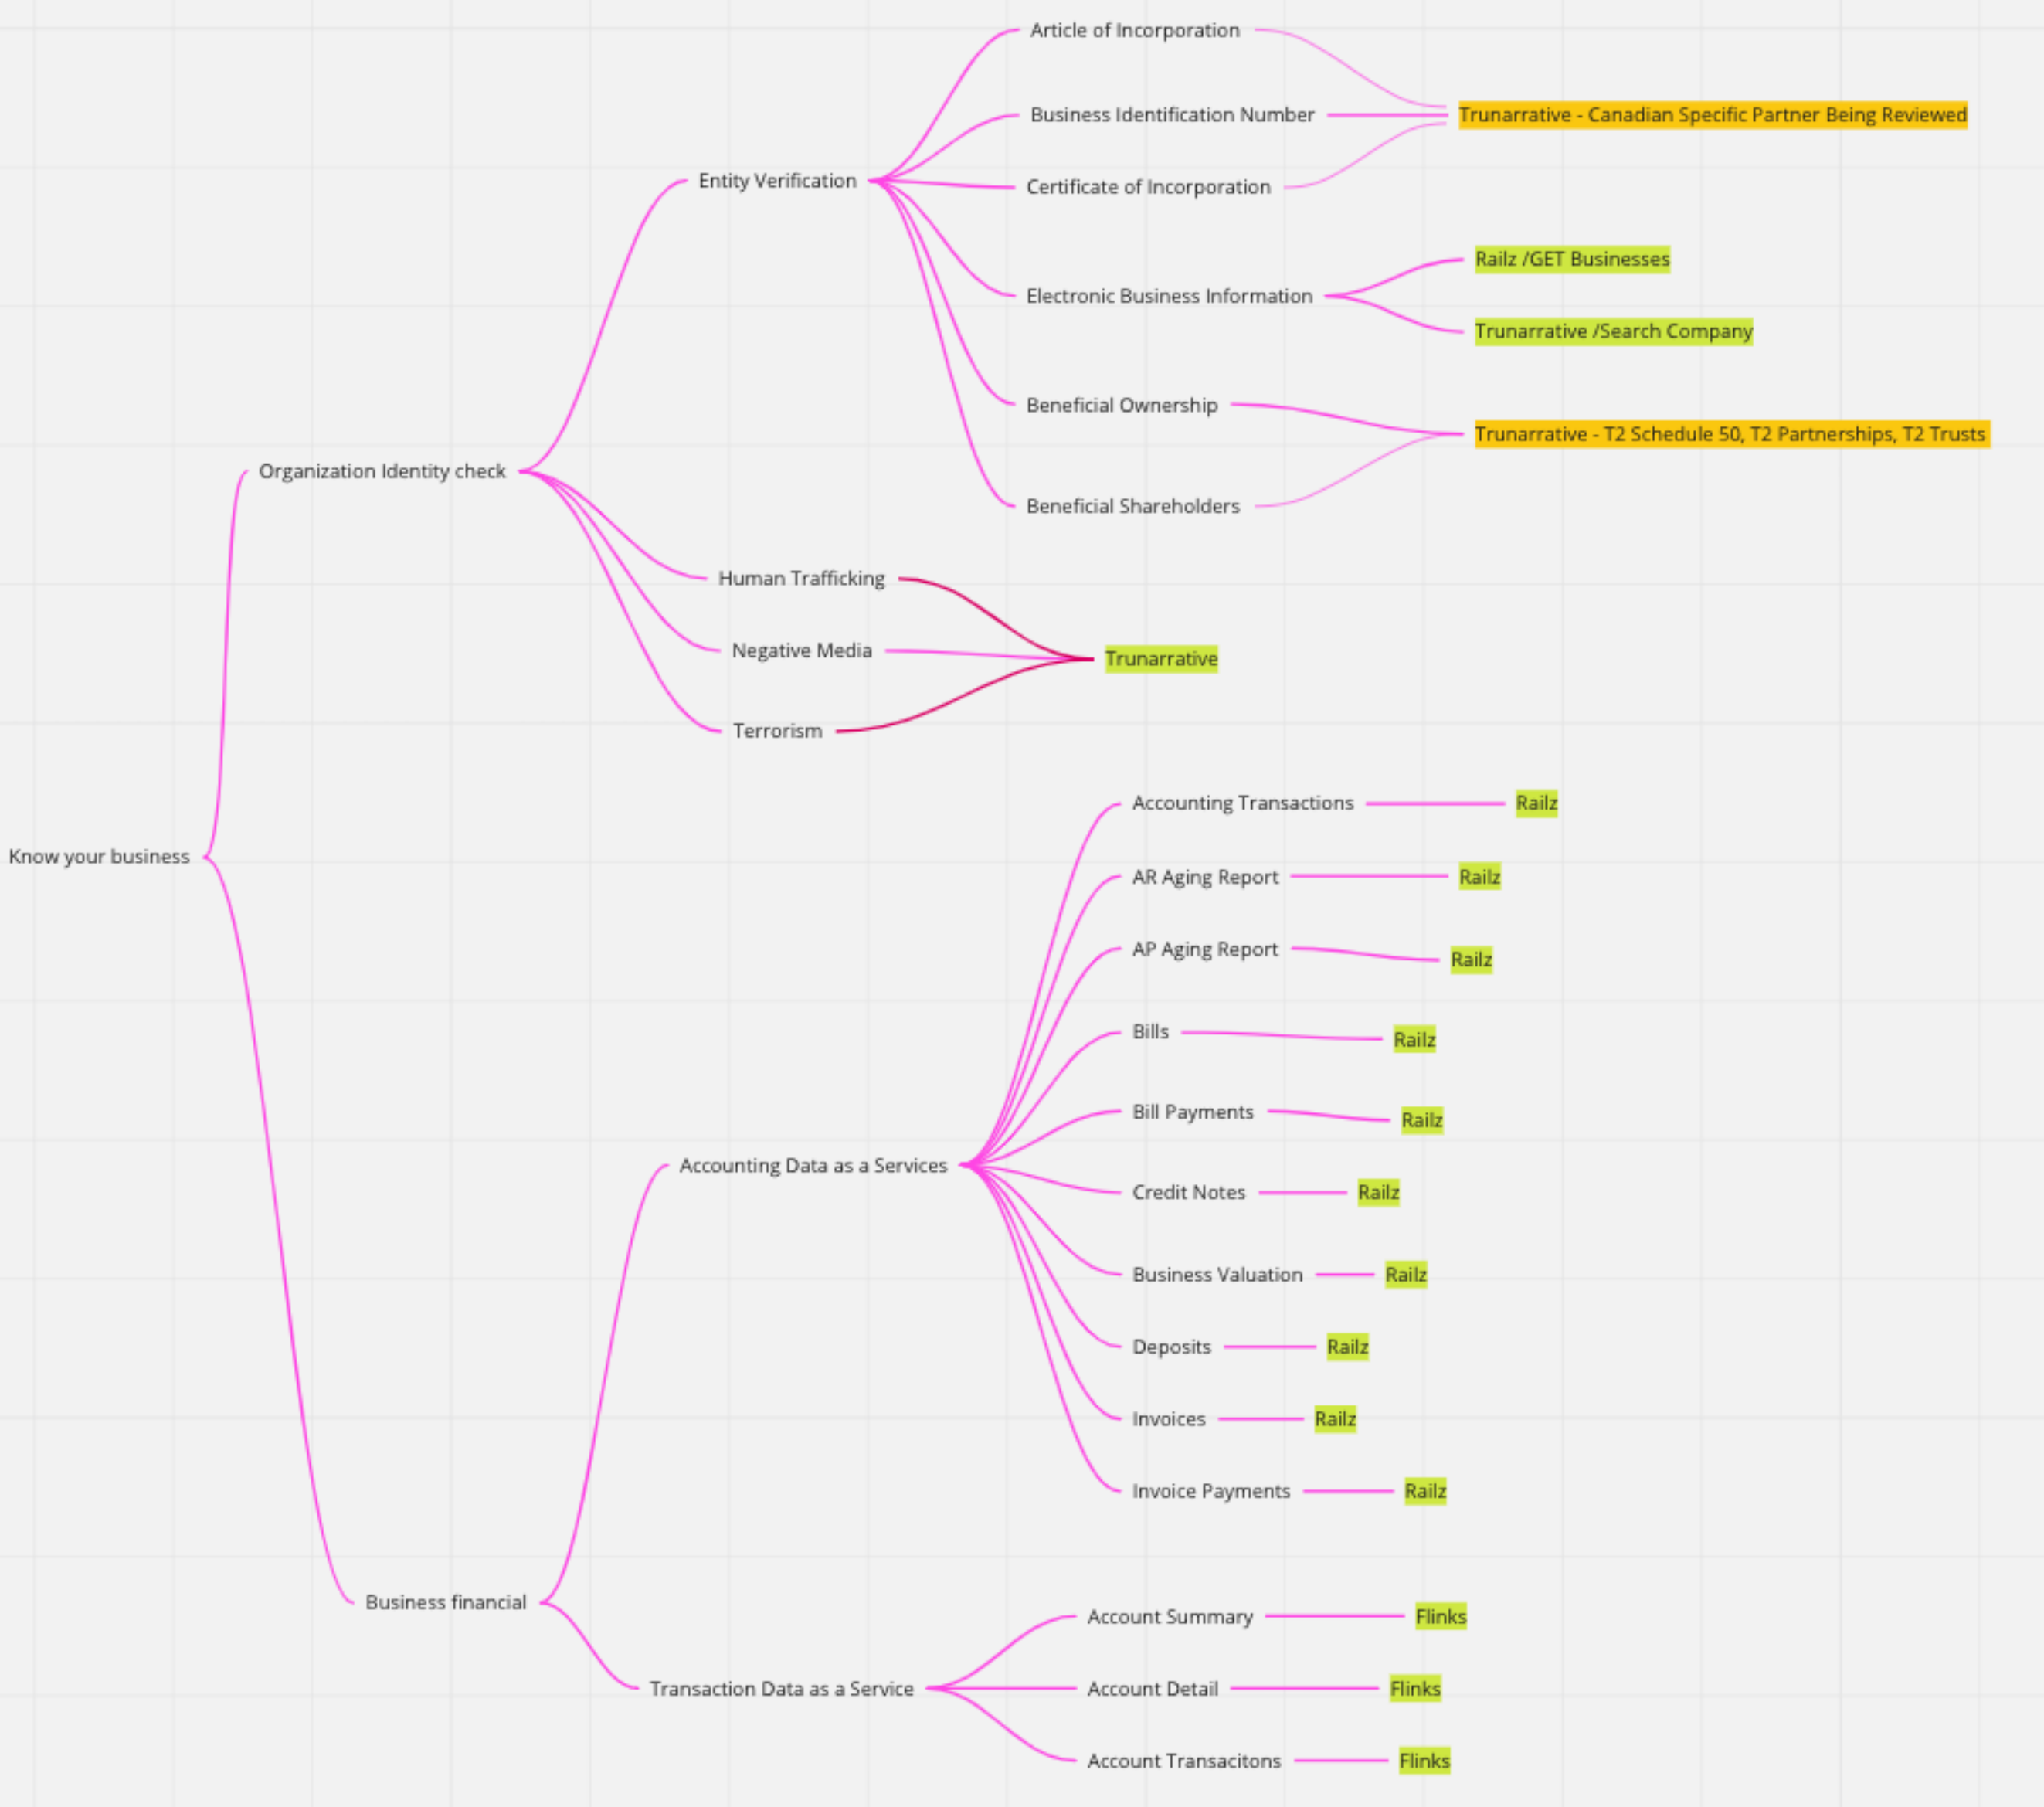 Article of Incorporation
Business Identification Number
Trunarrative - Canadian Specific Partner Being Reviewed
Entity Verification
Certificate of Incorporation
Railz /GET Businesses
Electronic Business Information
Trunarrative /Search Company
Beneficial Ownership
Trunarrative - T2 Schedule 50, T2 Partnerships, T2 Trusts
Organization Identity check
Beneficial Shareholders
Human Trafficking
Negative Media
Trunarrative
Terrorism
Accounting Transactions
Railz
Know your business
AR Aging Report
Railz
AP Aging Report
Railz
Bills
Railz
Bill Payments
Railz
Accounting Data as a Services
Credit Notes
Railz
Business Valuation
Railz
Deposits
Railz
Invoices
Railz
Invoice Payments
Railz
Business financial
Account Summary
Flinks
Transaction Data as a Service
Account Detail
Flinks
Account Transacitons
Flinks